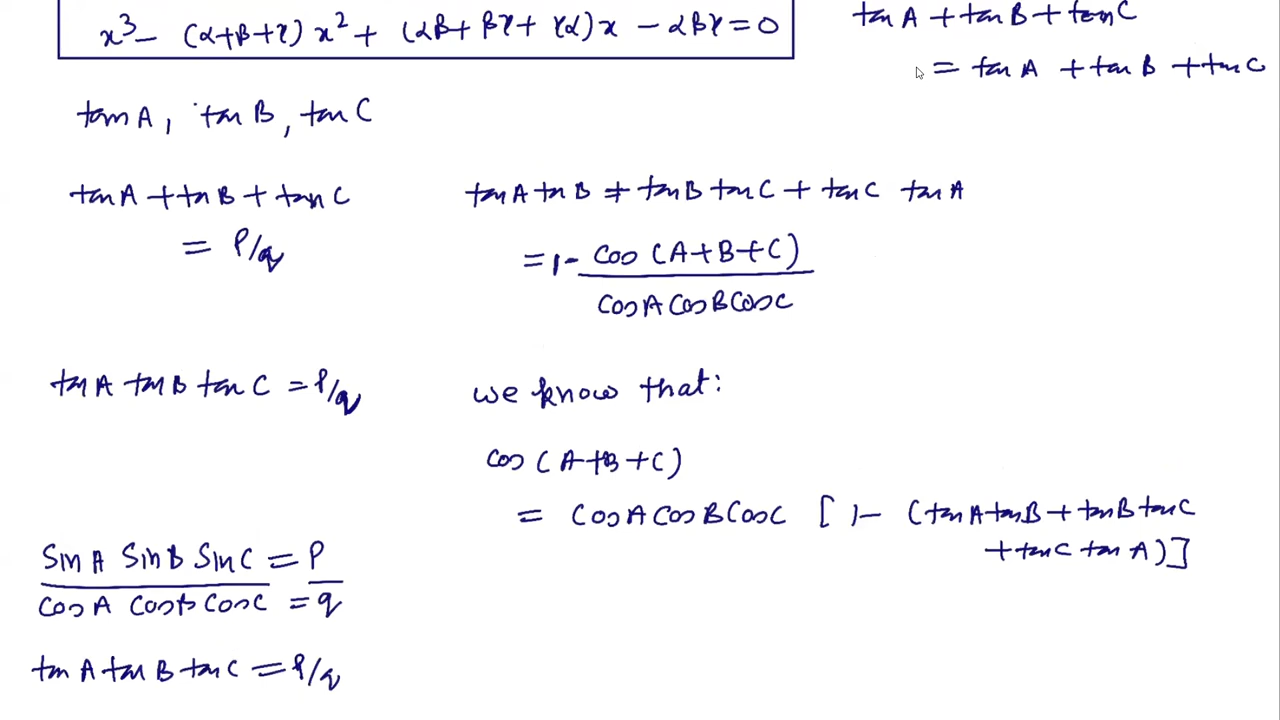 x³ – (α+β+γ) x² + (αβ + βγ + γα)x – αβγ = 0
tan A + tan B + tan C
= tan A + tan B + tan C
tan A, tan B, tan C
tan A + tan B + tan C
= P/q
tan A tan B + tan B tan C + tan C tan A
= 1 - cos (A+B+C)
cos A cos B cos C
tan A tan B tan C = P/q
we know that:
cos (A+B+C)
= cos A cos B cos C [ 1 – (tan A tan B + tan B tan C
+ tan C tan A) ]
Sin A Sin B Sin C = P
cos A cos B cos C = q
tan A tan B tan C = P/q